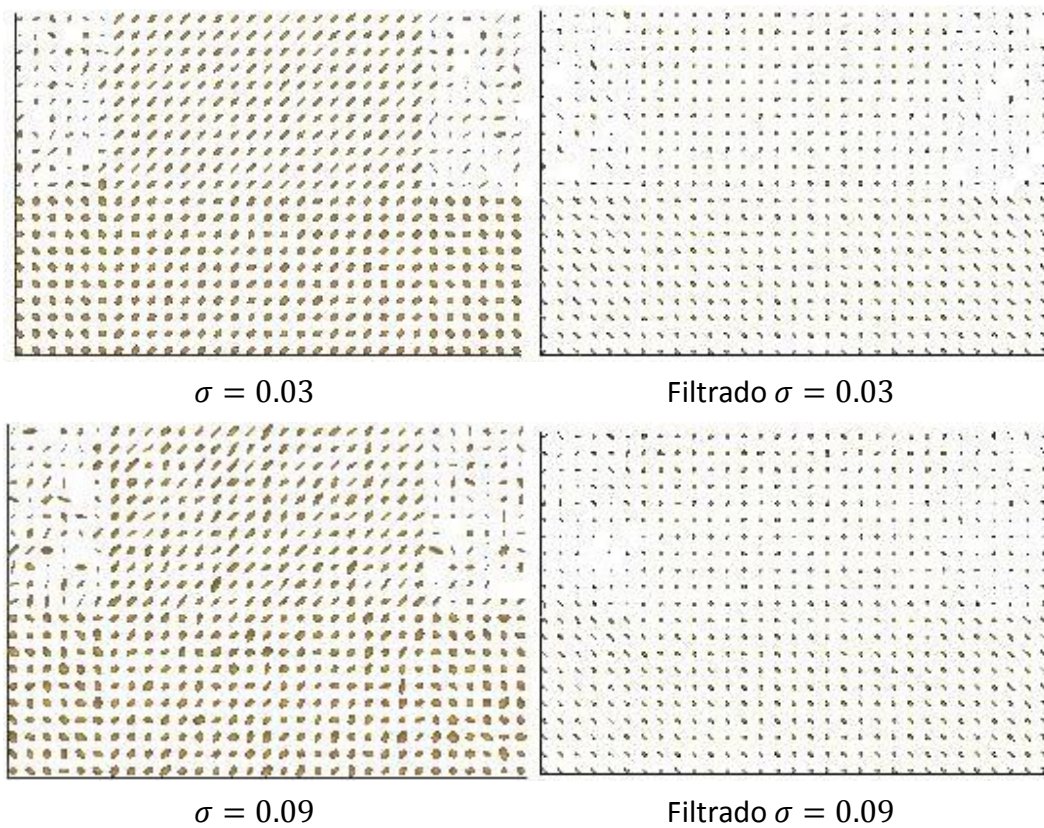 σ = 0.03
Filtrado σ = 0.03
σ = 0.09
Filtrado σ = 0.09